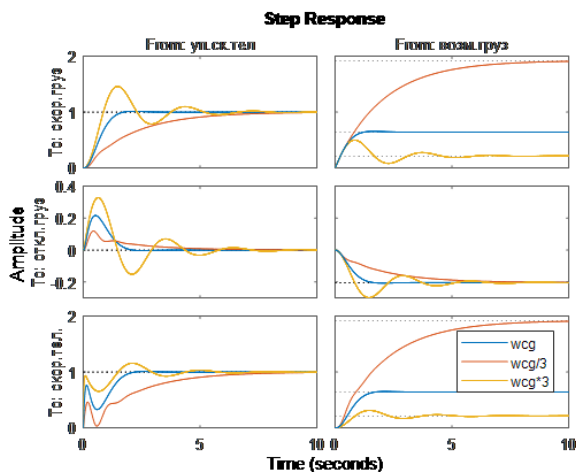 Step Response
From: уп.ск.тел
From: возм.груз
To: скор.груз
2
1
0
Amplitude
To: откл.груз
0.4
0.2
0
-0.2
To: скор.тел.
2
1
0
wcg
wcg/3
wcg*3
0
5
10
0
5
10
Time (seconds)